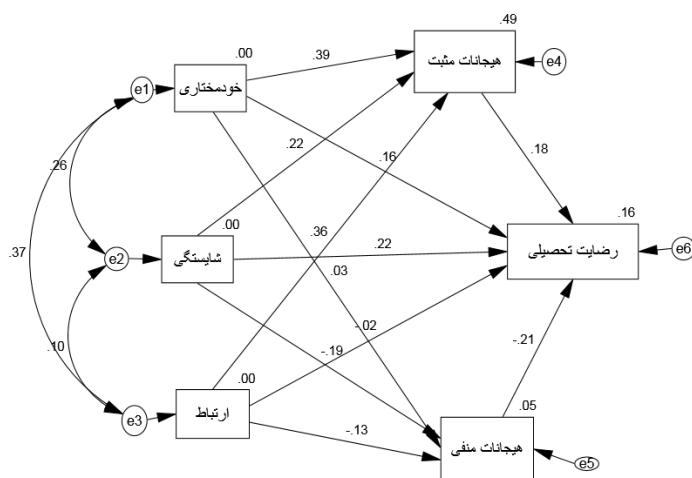 .49
.00
هیجانات مثبت
e4
.39
خودمختاری
e1
.22
.18
.26
.16
.00
.16
.37
.36
.22
رضایت تحصیلی
e6
شایستگی
e2
.03
-.02
-.21
.10
-.19
.00
.05
ارتباط
e3
-.13
هیجانات منفی
e5